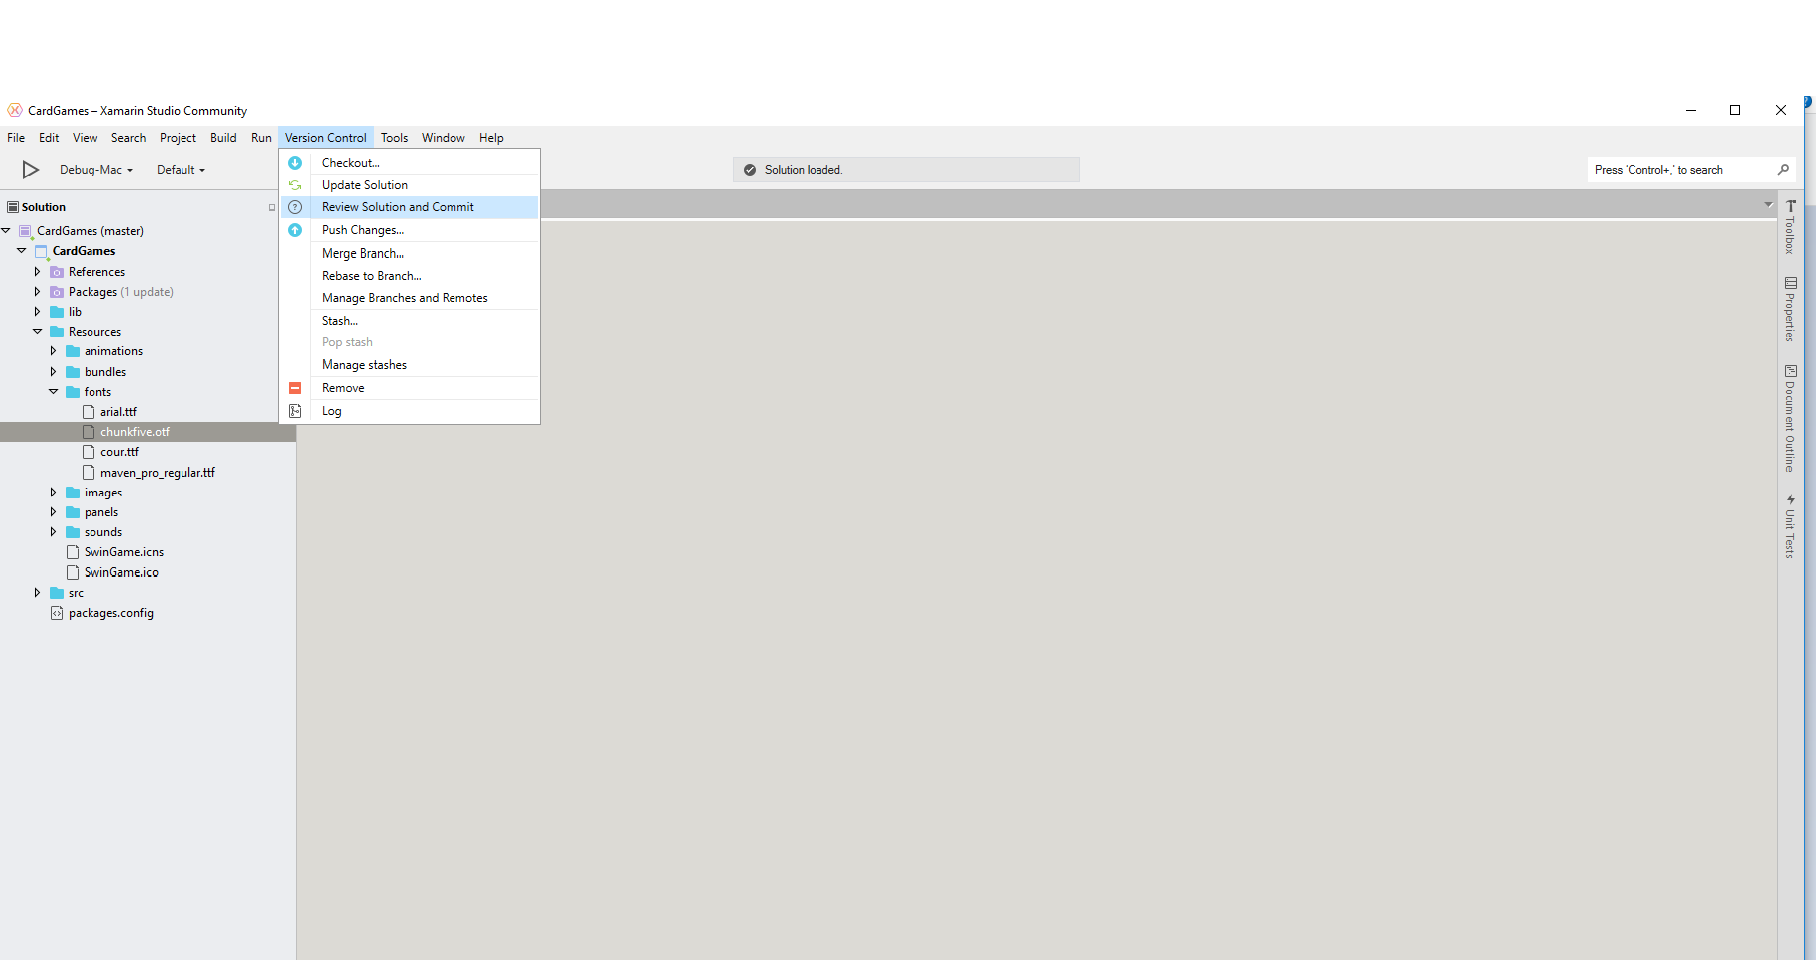 CardGames – Xamarin Studio Community
File Edit View Search Project Build Run Version Control Tools Window Help
Debug-Mac Default
Solution loaded.
Press 'Control+,' to search
Checkout...
Update Solution
Review Solution and Commit
Push Changes...
Merge Branch...
Rebase to Branch...
Manage Branches and Remotes
Stash...
Pop stash
Manage stashes
Remove
Log
Solution
CardGames (master)
CardGames
References
Packages (1 update)
lib
Resources
animations
bundles
fonts
arial.ttf
chunkfive.otf
cour.ttf
maven_pro_regular.ttf
images
panels
sounds
SwinGame.icns
SwinGame.ico
src
packages.config
Toolbox
Properties
Document Outline
Unit Tests